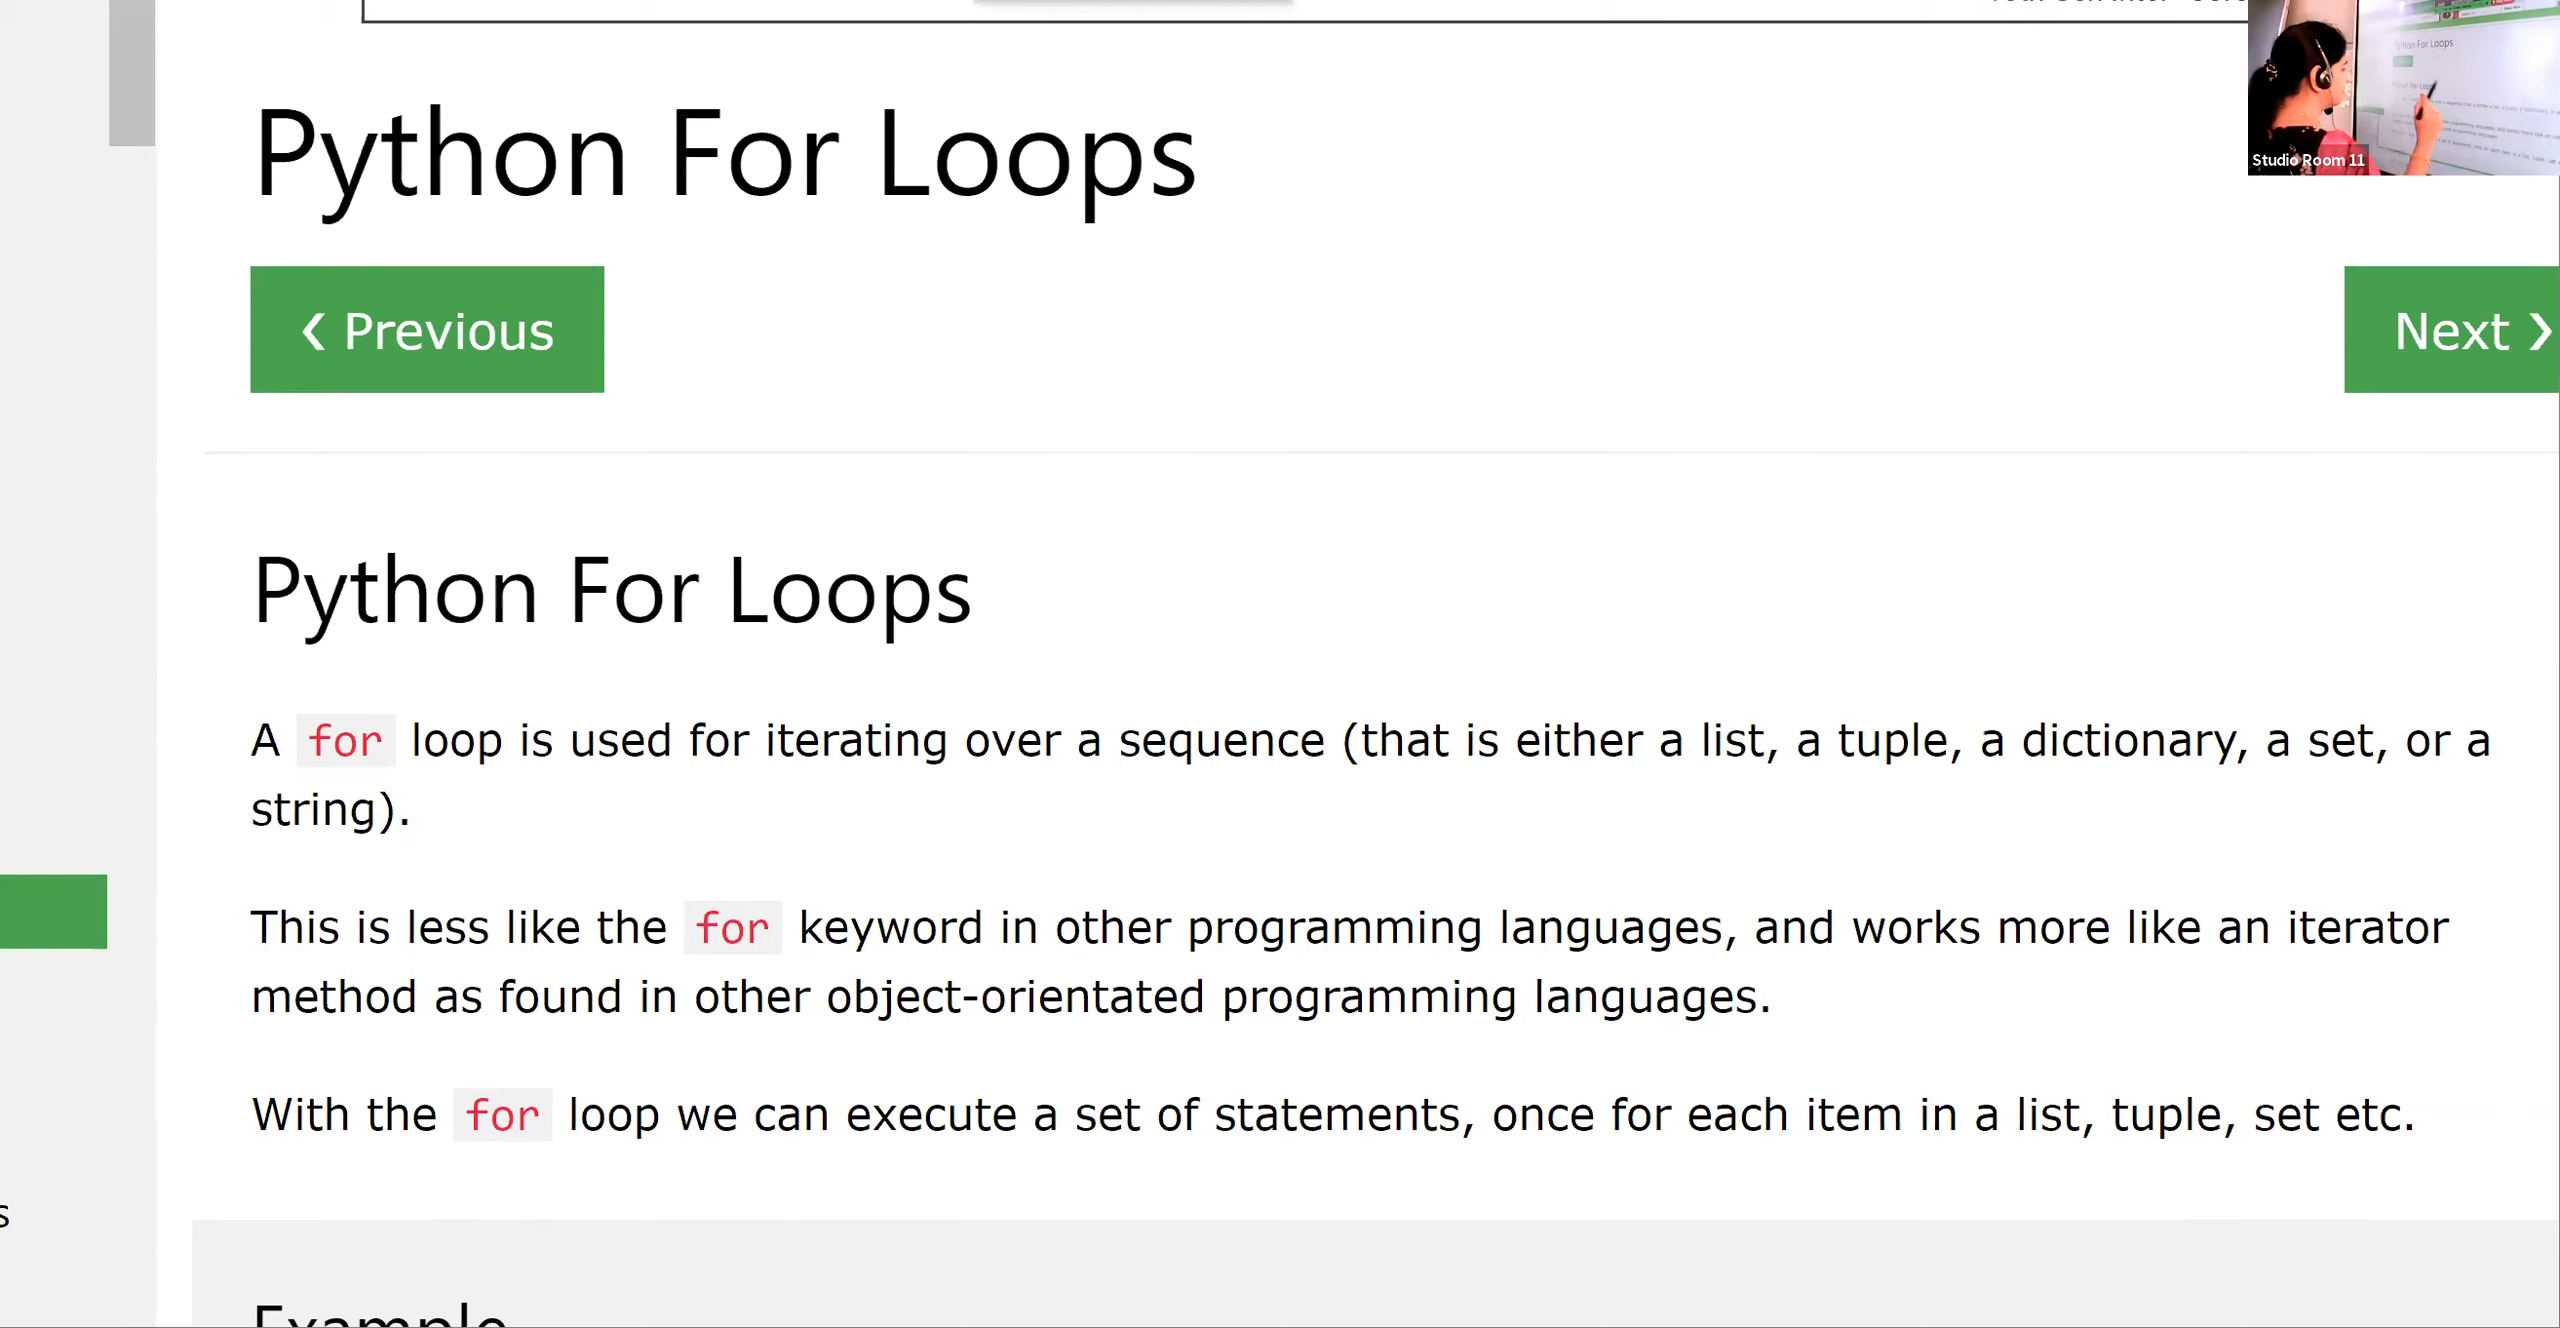 Python For Loops
Studio Room 11
❮ Previous
Next ❯
Python For Loops
A for loop is used for iterating over a sequence (that is either a list, a tuple, a dictionary, a set, or a
string).
This is less like the for keyword in other programming languages, and works more like an iterator
method as found in other object-orientated programming languages.
With the for loop we can execute a set of statements, once for each item in a list, tuple, set etc.
s
Example